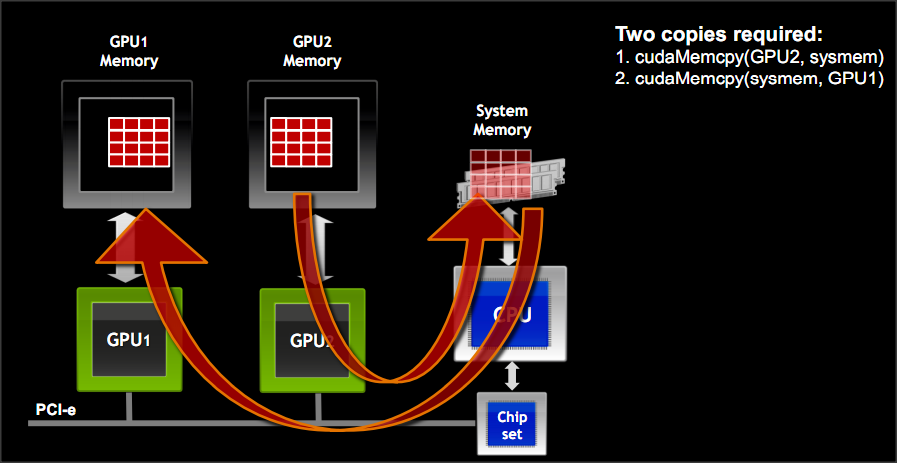 GPU1
Memory
GPU2
Memory
Two copies required:
1. cudaMemcpy(GPU2, sysmem)
2. cudaMemcpy(sysmem, GPU1)
System
Memory
GPU1
GPU2
CPU
PCI-e
Chip
set